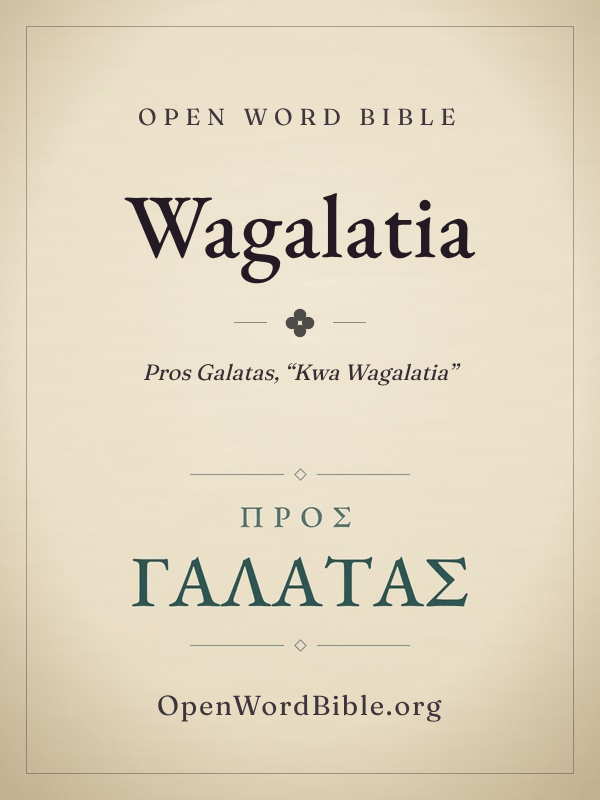 OPEN WORD BIBLE
Wagalatia
Pros Galatas, “Kwa Wagalatia”
ΠΡΟΣ
ΓΑΛΑΤΑΣ
OpenWordBible.org